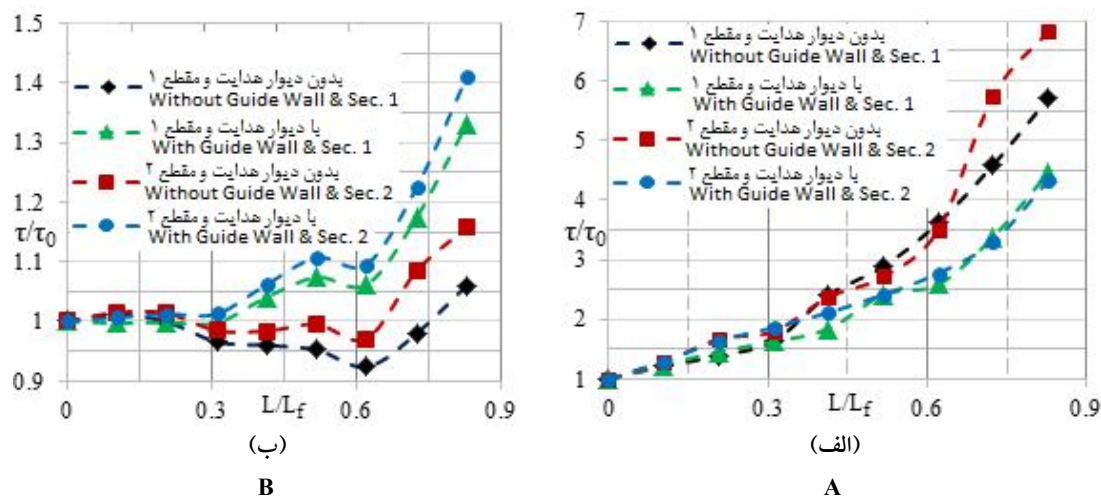 1.5
1.4
1.3
1.2
1.1
1
0.9
τ/τ0
0
0.3
0.6
0.9
L/Lf
بدون دیوار هدایت و مقطع ۱
Without Guide Wall & Sec. 1
با دیوار هدایت و مقطع ۱
With Guide Wall & Sec. 1
بدون دیوار هدایت و مقطع ۲
Without Guide Wall & Sec. 2
با دیوار هدایت و مقطع ۲
With Guide Wall & Sec. 2
(ب)
B
7
6
5
4
3
2
1
τ/τ0
0
0.3
0.6
0.9
L/Lf
بدون دیوار هدایت و مقطع ۱
Without Guide Wall & Sec. 1
با دیوار هدایت و مقطع ۱
With Guide Wall & Sec. 1
بدون دیوار هدایت و مقطع ۲
Without Guide Wall & Sec. 2
با دیوار هدایت و مقطع ۲
With Guide Wall & Sec. 2
(الف)
A